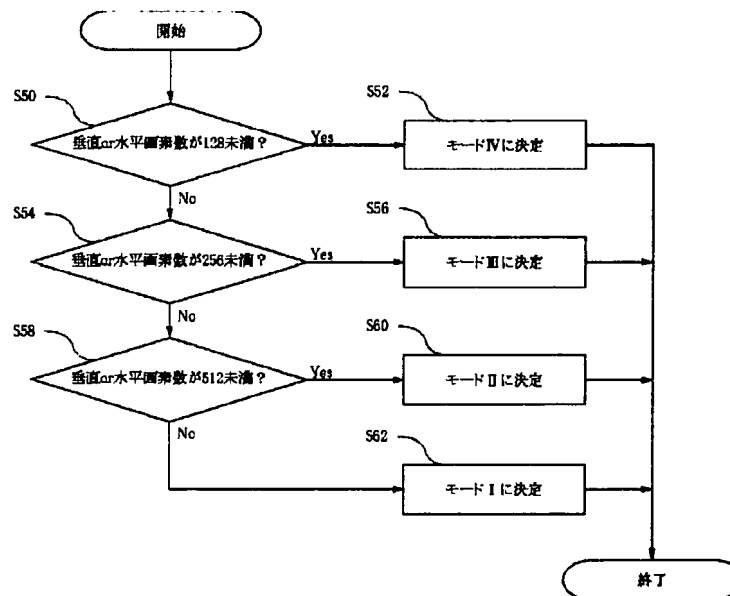 開始
S50
垂直or水平画素数が128未満?
Yes
S52
モードⅣに決定
No
S54
垂直or水平画素数が256未満?
Yes
S56
モードⅢに決定
No
S58
垂直or水平画素数が512未満?
Yes
S60
モードⅡに決定
No
S62
モードⅠに決定
終了